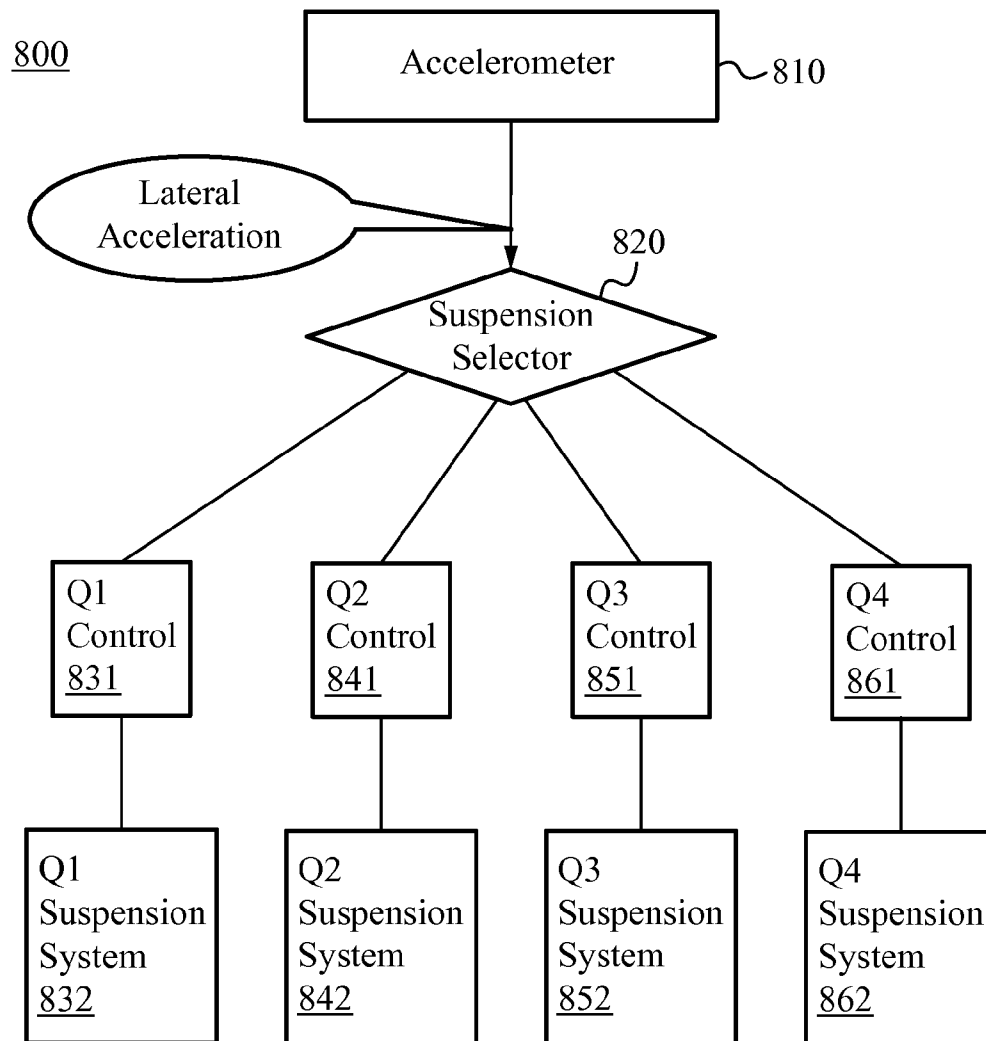 800
Accelerometer
810
Lateral
Acceleration
820
Suspension
Selector
Q1
Control
831
Q2
Control
841
Q3
Control
851
Q4
Control
861
Q1
Suspension
System
832
Q2
Suspension
System
842
Q3
Suspension
System
852
Q4
Suspension
System
862